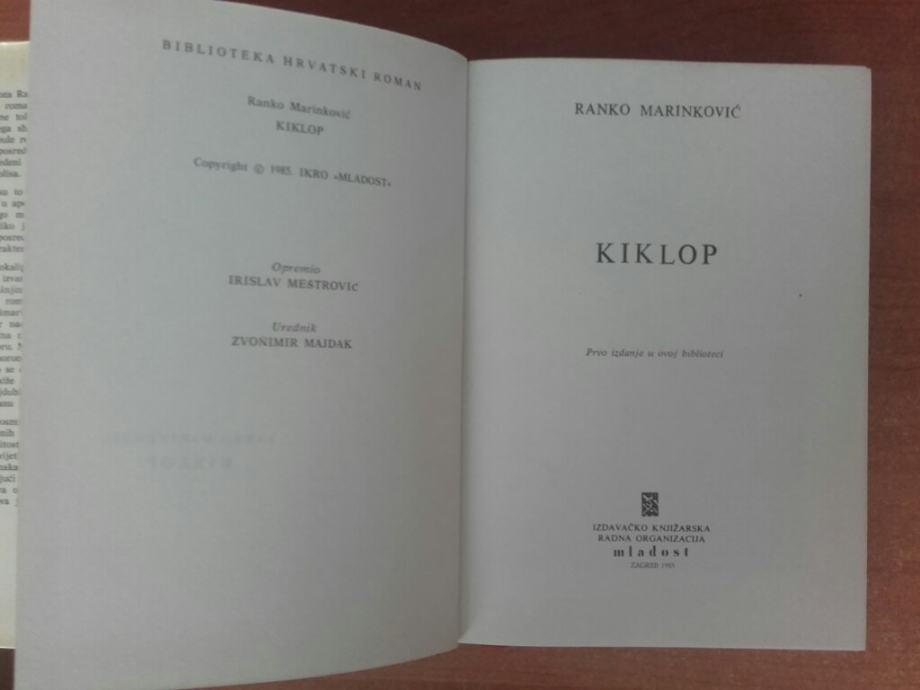 BIBLIOTEKA HRVATSKI ROMAN
Ranko Marinković
KIKLOP
Copyright © 1985. IKRO »MLADOST«
Opremio
IRISLAV MEŠTROVIĆ
Urednik
ZVONIMIR MAJDAK
RANKO MARINKOVIĆ
KIKLOP
Prvo izdanje u ovoj biblioteci
IZDAVAČKO KNJIŽARSKA
RADNA ORGANIZACIJA
mladost
ZAGREB 1985